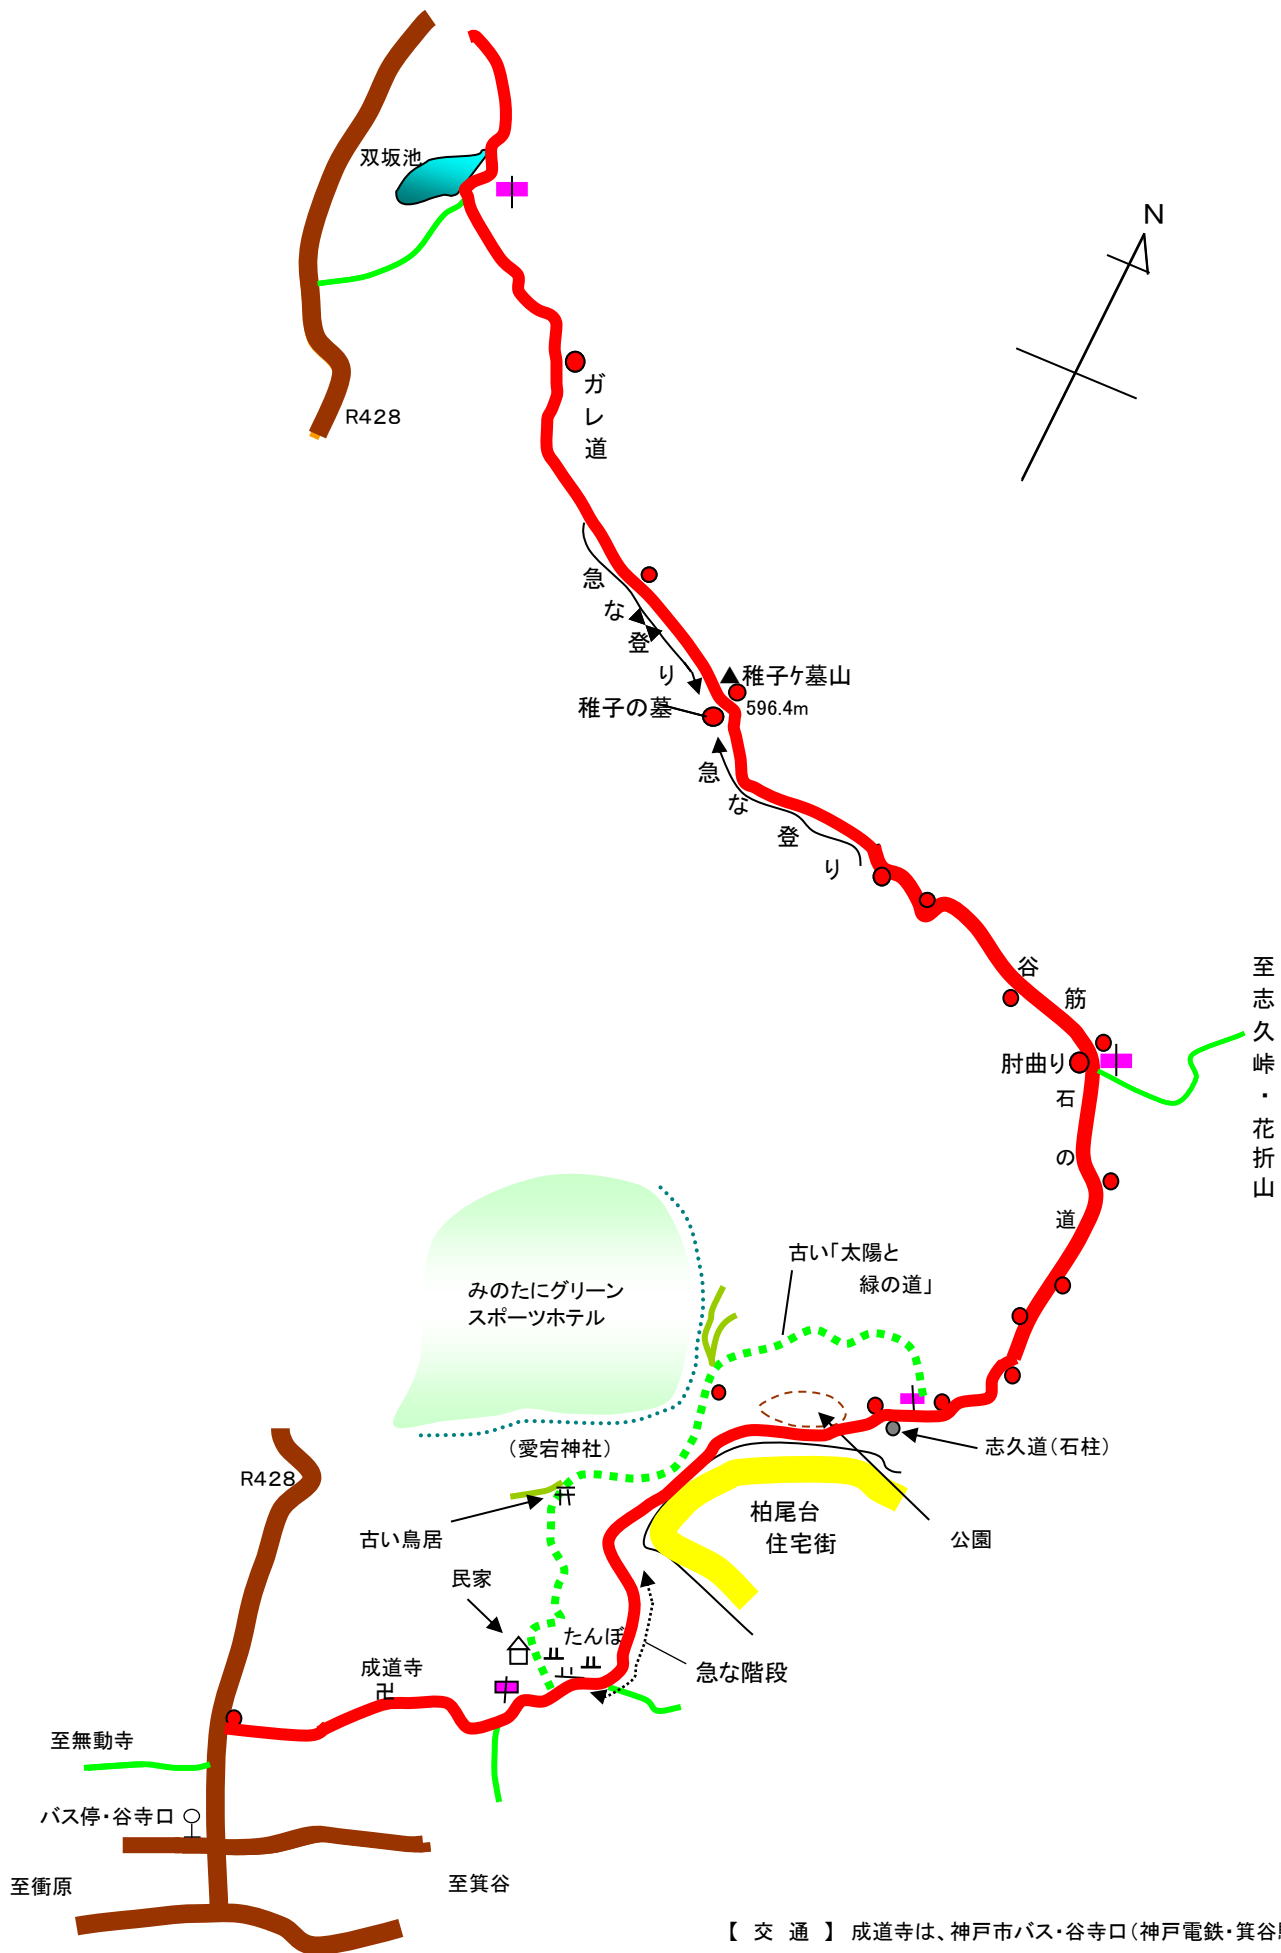 双坂池
N
R428
ガレ道
急な登り
稚子ケ墓山
稚子の墓
596.4m
急な登り
谷筋
至志久峠・花折山
肘曲り
石の道
古い「太陽と
緑の道」
みのたにグリーン
スポーツホテル
(愛宕神社)
志久道(石柱)
R428
柏尾台
住宅街
公園
古い鳥居
民家
たんぼ
成道寺
卍
急な階段
至無動寺
バス停・谷寺口
至衝原
至箕谷
【 交 通 】 成道寺は、神戸市バス・谷寺口(神戸電鉄・箕谷